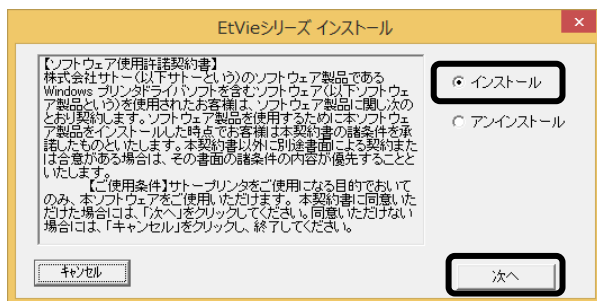 EtVieシリーズ インストール
【ソフトウェア使用許諾契約書】
株式会社サトー(以下サトーという)のソフトウェア製品である
Windows プリンタドライバソフトを含むソフトウェア(以下ソフトウェ
ア製品という)を使用されたお客様は、ソフトウェア製品に関し次の
とおり契約します。ソフトウェア製品を使用するために本ソフトウェ
ア製品をインストールした時点でお客様は本契約書の諸条件を承
諾したものといたします。本契約書以外に別途書面による契約また
は合意がある場合は、その書面の諸条件の内容が優先することと
いたします。
【ご使用条件】サトープリンタをご使用になる目的でおいて
のみ、本ソフトウェアをご使用いただけます。本契約書に同意いた
だけた場合には、「次へ」をクリックしてください。同意いただけない
場合には、「キャンセル」をクリックし、終了してください。
インストール
アンインストール
キャンセル
次へ